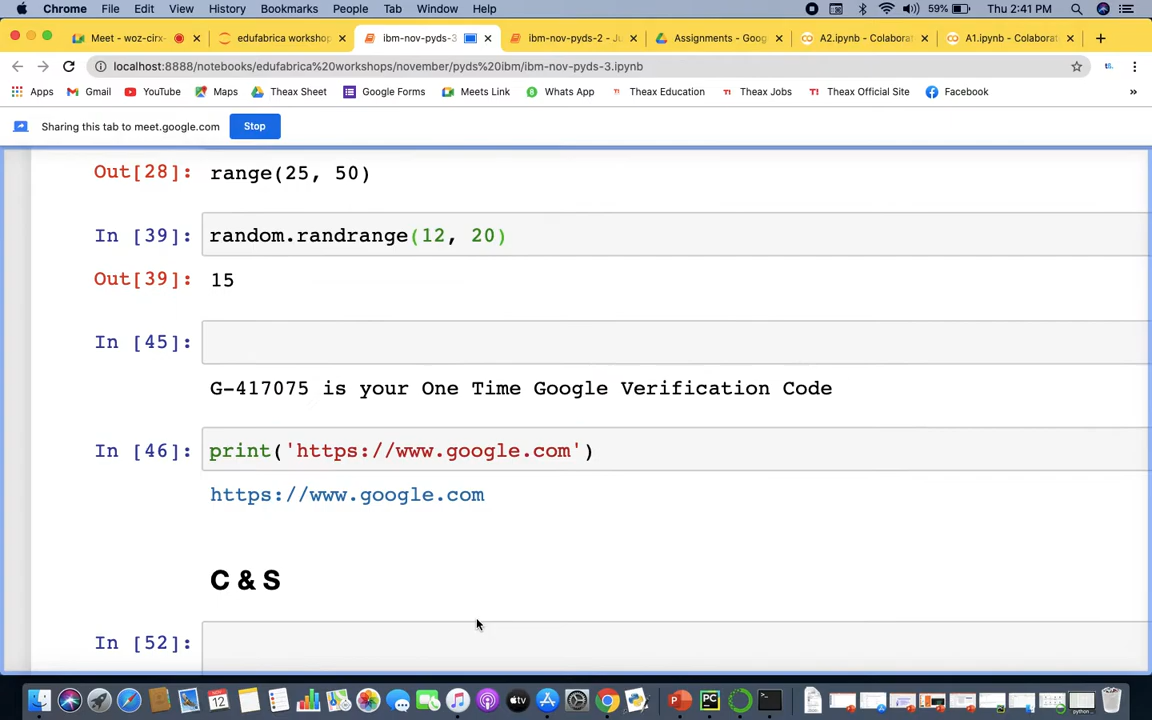 Chrome File Edit View History Bookmarks People Tab Window Help 59% Thu 2:41 PM
Meet - woz-cirx- edufabrica worksho ibm-nov-pyds-3 ibm-nov-pyds-2 - Ju Assignments - Goog A2.ipynb - Colabora A1.ipynb - Colabora
localhost:8888/notebooks/edufabrica%20workshops/november/pyds%20ibm/ibm-nov-pyds-3.ipynb
Apps Gmail YouTube Maps Theax Sheet Google Forms Meets Link Whats App Theax Education Theax Jobs Theax Official Site Facebook »
Sharing this tab to meet.google.com Stop
Out[28]: range(25, 50)
In [39]: random.randrange(12, 20)
Out[39]: 15
In [45]:
G-417075 is your One Time Google Verification Code
In [46]: print('https://www.google.com')
https://www.google.com
C & S
In [52]: